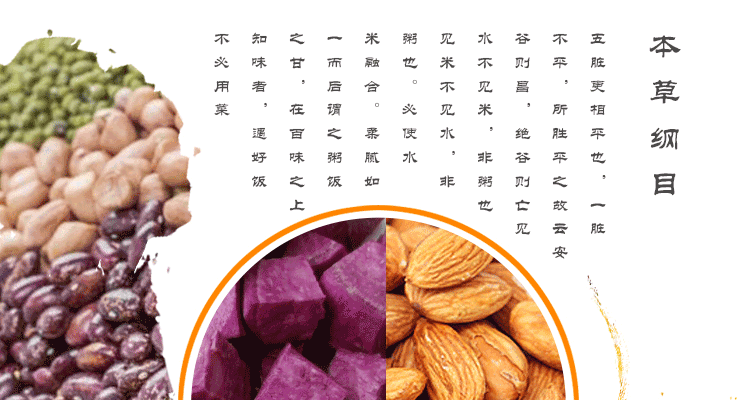 本草纲目
五脏更相平也，一脏
不平，所胜平之故云安
谷则昌，绝谷则亡见
水不见米，非粥也
见米不见水，非
粥也。必使水
米融合。柔腻如
一而后谓之粥饭
之甘，在百味之上
知味者，遇好饭
不必用菜